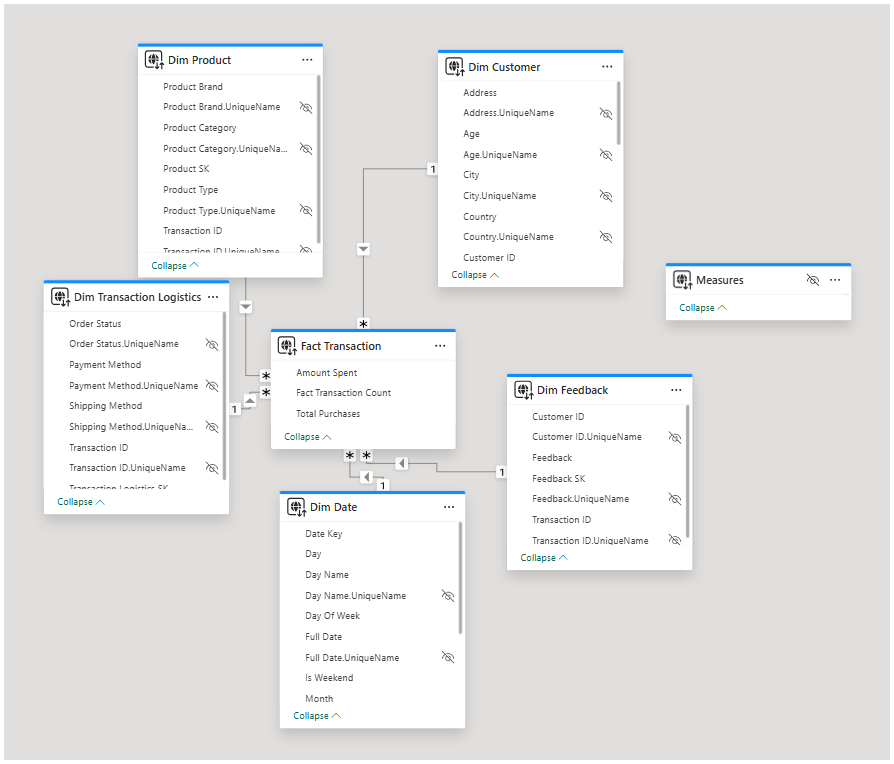 Dim Product
Product Brand
Product Brand.UniqueName
Product Category
Product Category.UniqueNa...
Product SK
Product Type
Product Type.UniqueName
Transaction ID
Transaction ID.UniqueName
Collapse
Dim Customer
Address
Address.UniqueName
Age
Age.UniqueName
City
City.UniqueName
Country
Country.UniqueName
Customer ID
Collapse
1
*
Measures
Collapse
Dim Transaction Logistics
Order Status
Order Status.UniqueName
Payment Method
Payment Method.UniqueName
Shipping Method
Shipping Method.UniqueNa...
Transaction ID
Transaction ID.UniqueName
Transaction Logistics SK
Collapse
1
*
*
Fact Transaction
Amount Spent
Fact Transaction Count
Total Purchases
Collapse
*
*
1
1
Dim Feedback
Customer ID
Customer ID.UniqueName
Feedback
Feedback SK
Feedback.UniqueName
Transaction ID
Transaction ID.UniqueName
Collapse
Dim Date
Date Key
Day
Day Name
Day Name.UniqueName
Day Of Week
Full Date
Full Date.UniqueName
Is Weekend
Month
Collapse